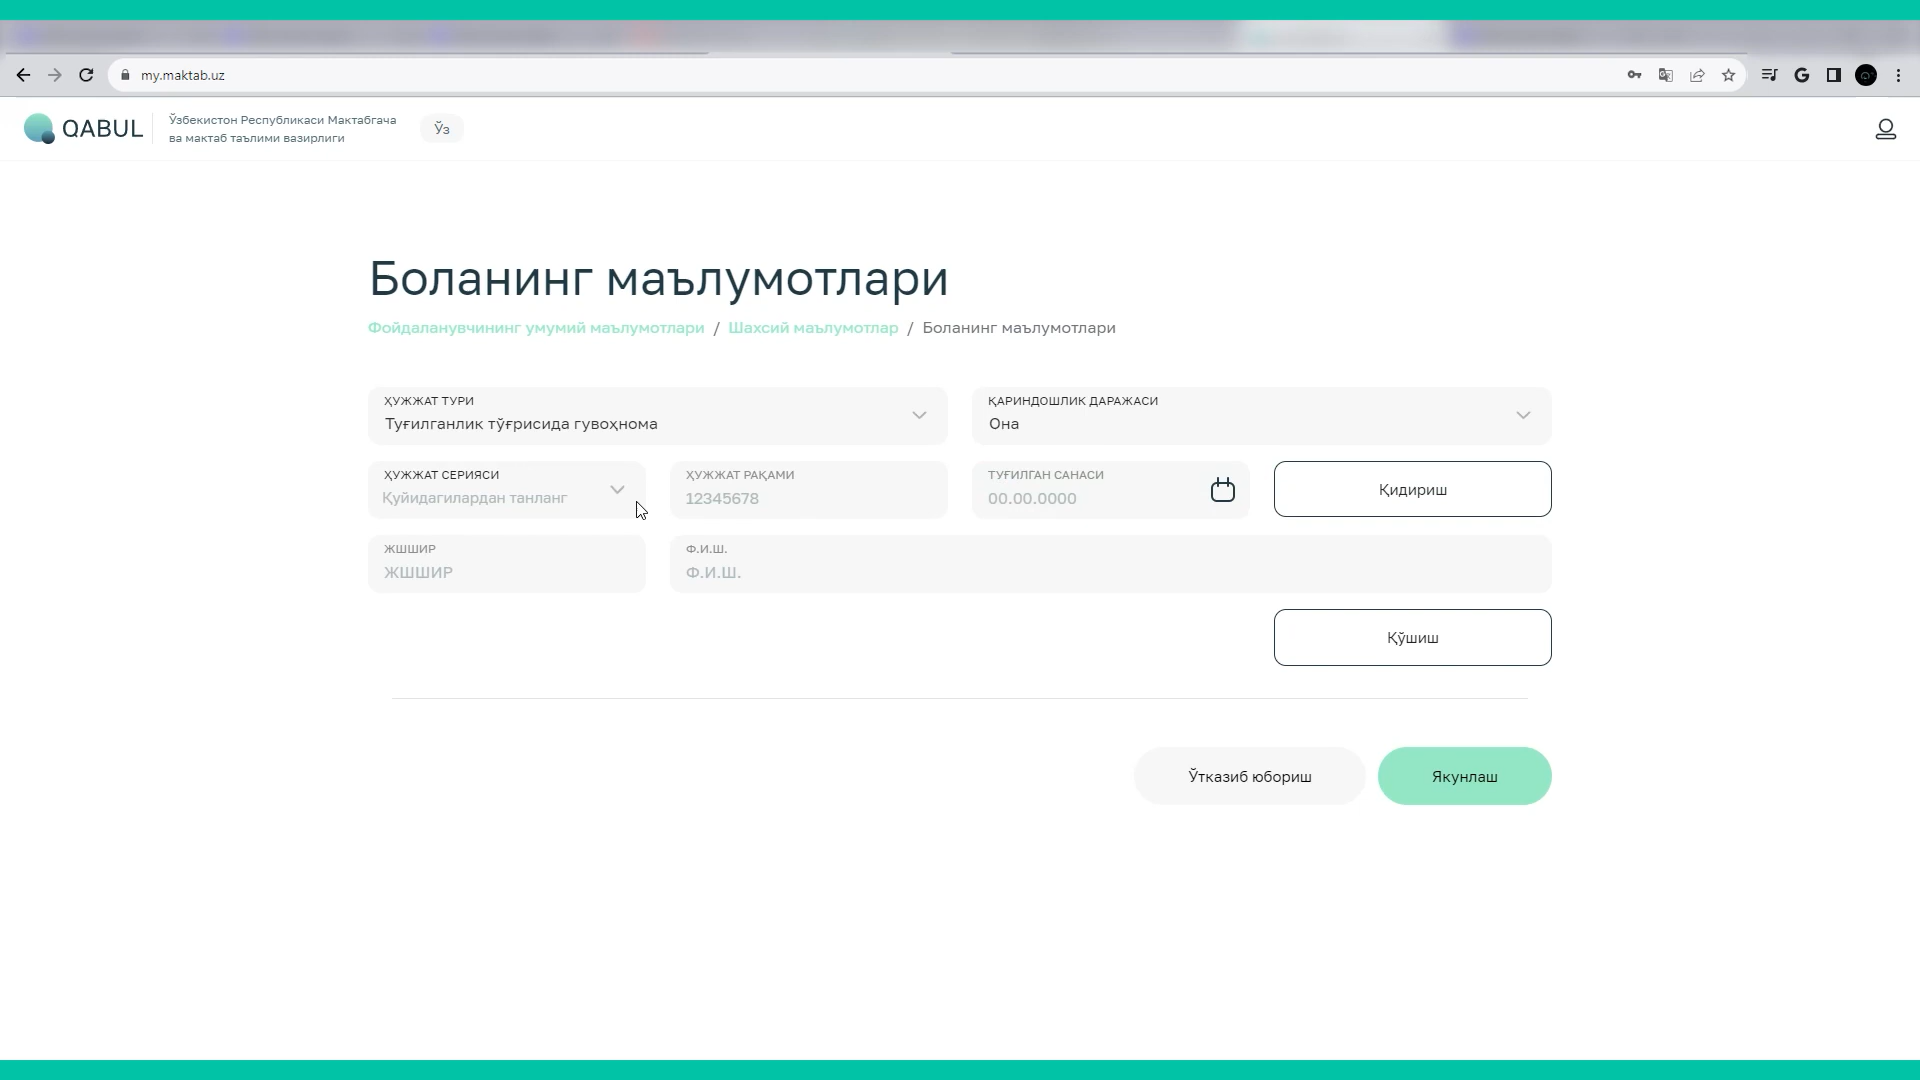 my.maktab.uz
QABUL
Ўзбекистон Республикаси Мактабгача
ва мактаб таълими вазирлиги
Ўз
Боланинг маълумотлари
Фойдаланувчининг умумий маълумотлари / Шахсий маълумотлар / Боланинг маълумотлари
ҲУЖЖАТ ТУРИ
Туғилганлик тўғрисида гувоҳнома
ҚАРИНДОШЛИК ДАРАЖАСИ
Она
ҲУЖЖАТ СЕРИЯСИ
Қуйидагилардан танланг
ҲУЖЖАТ РАҚАМИ
12345678
ТУҒИЛГАН САНАСИ
00.00.0000
Қидириш
ЖШШИР
ЖШШИР
Ф.И.Ш.
Ф.И.Ш.
Қўшиш
Ўтказиб юбориш
Якунлаш